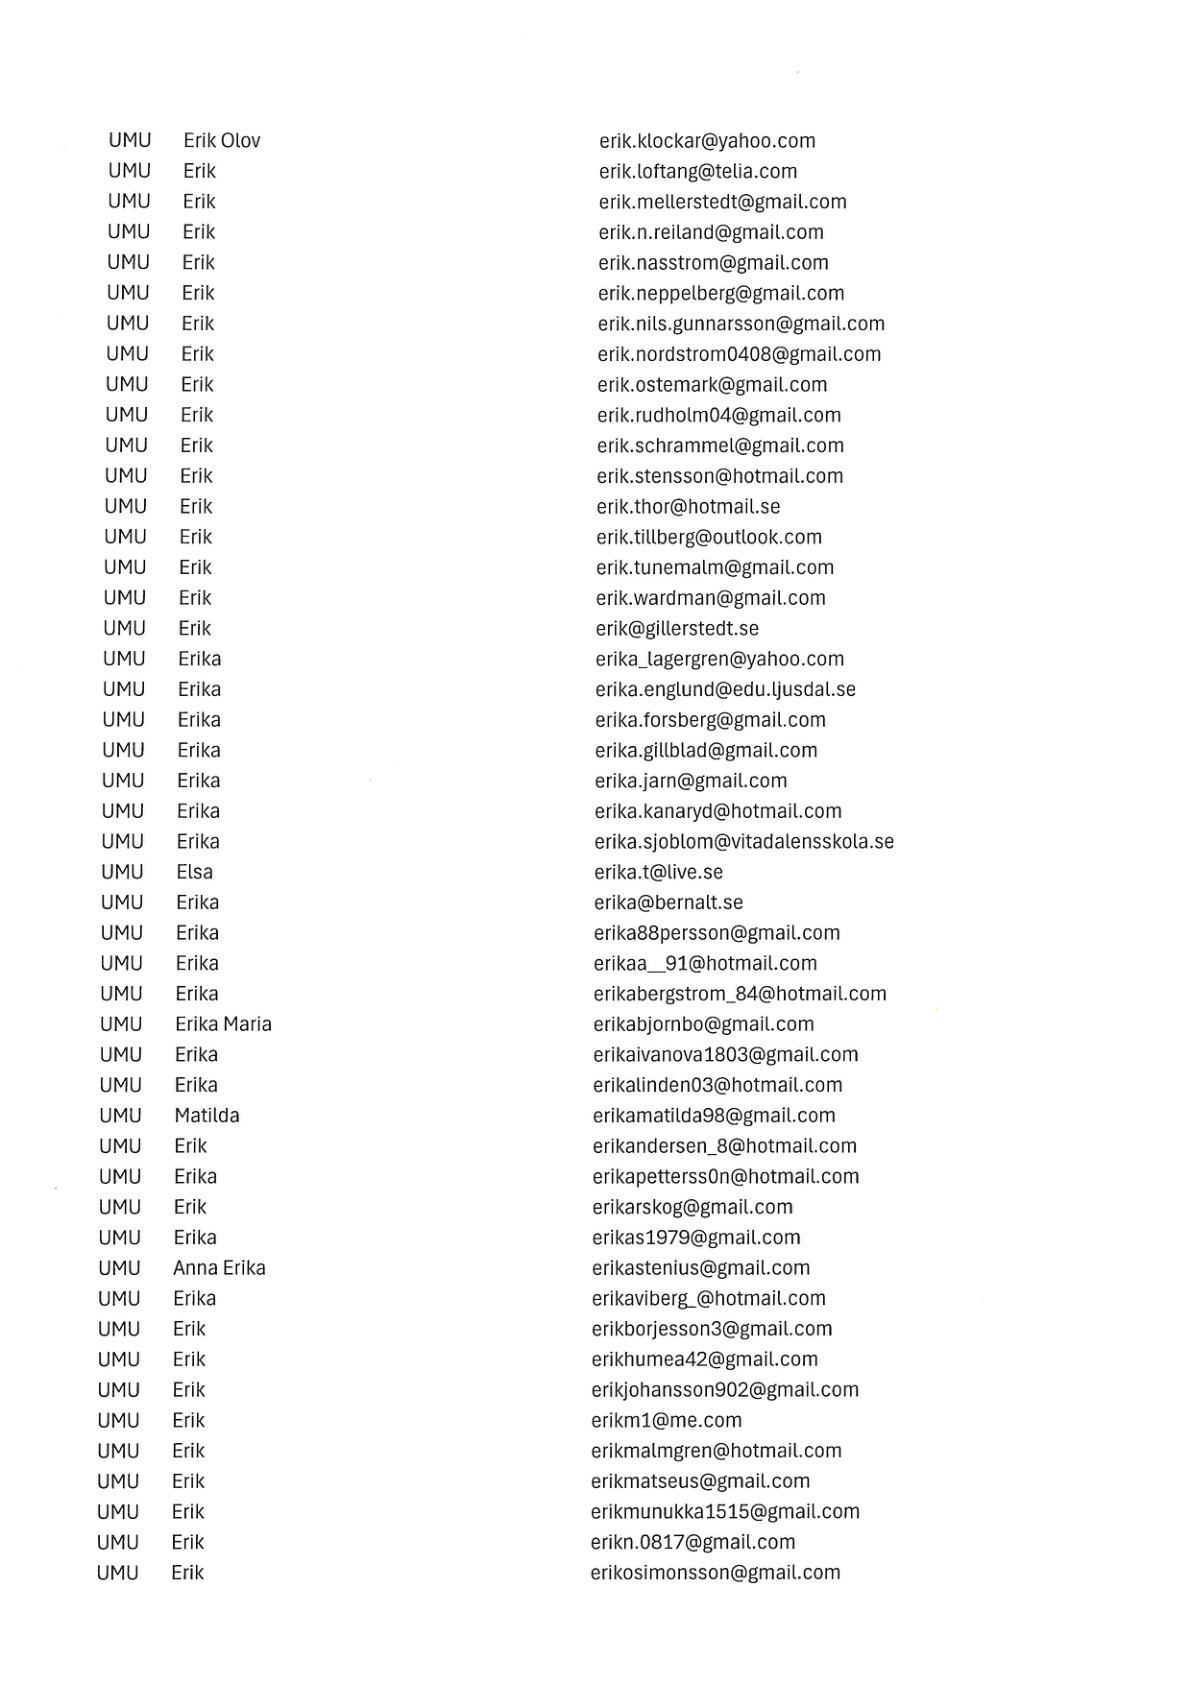 UMU Erik Olov erik.klockar@yahoo.com
UMU Erik erik.loftang@telia.com
UMU Erik erik.mellerstedt@gmail.com
UMU Erik erik.n.reiland@gmail.com
UMU Erik erik.nasstrom@gmail.com
UMU Erik erik.neppelberg@gmail.com
UMU Erik erik.nils.gunnarsson@gmail.com
UMU Erik erik.nordstrom0408@gmail.com
UMU Erik erik.ostemark@gmail.com
UMU Erik erik.rudholm04@gmail.com
UMU Erik erik.schrammel@gmail.com
UMU Erik erik.stensson@hotmail.com
UMU Erik erik.thor@hotmail.se
UMU Erik erik.tillberg@outlook.com
UMU Erik erik.tunemalm@gmail.com
UMU Erik erik.wardman@gmail.com
UMU Erik erik@gillerstedt.se
UMU Erika erika_lagergren@yahoo.com
UMU Erika erika.englund@edu.ljusdal.se
UMU Erika erika.forsberg@gmail.com
UMU Erika erika.gillblad@gmail.com
UMU Erika erika.jarn@gmail.com
UMU Erika erika.kanaryd@hotmail.com
UMU Erika erika.sjoblom@vitadalensskola.se
UMU Elsa erika.t@live.se
UMU Erika erika@bernalt.se
UMU Erika erika88persson@gmail.com
UMU Erika erikaa__91@hotmail.com
UMU Erika erikabergstrom_84@hotmail.com
UMU Erika Maria erikabjornbo@gmail.com
UMU Erika erikaivanova1803@gmail.com
UMU Erika erikalinden03@hotmail.com
UMU Matilda erikamatilda98@gmail.com
UMU Erik erikandersen_8@hotmail.com
UMU Erika erikapetterss0n@hotmail.com
UMU Erik erikarskog@gmail.com
UMU Erika erikas1979@gmail.com
UMU Anna Erika erikastenius@gmail.com
UMU Erika erikaviberg_@hotmail.com
UMU Erik erikborjesson3@gmail.com
UMU Erik erikhumea42@gmail.com
UMU Erik erikjohansson902@gmail.com
UMU Erik erikm1@me.com
UMU Erik erikmalmgren@hotmail.com
UMU Erik erikmatseus@gmail.com
UMU Erik erikmunukka1515@gmail.com
UMU Erik erikn.0817@gmail.com
UMU Erik erikosimonsson@gmail.com